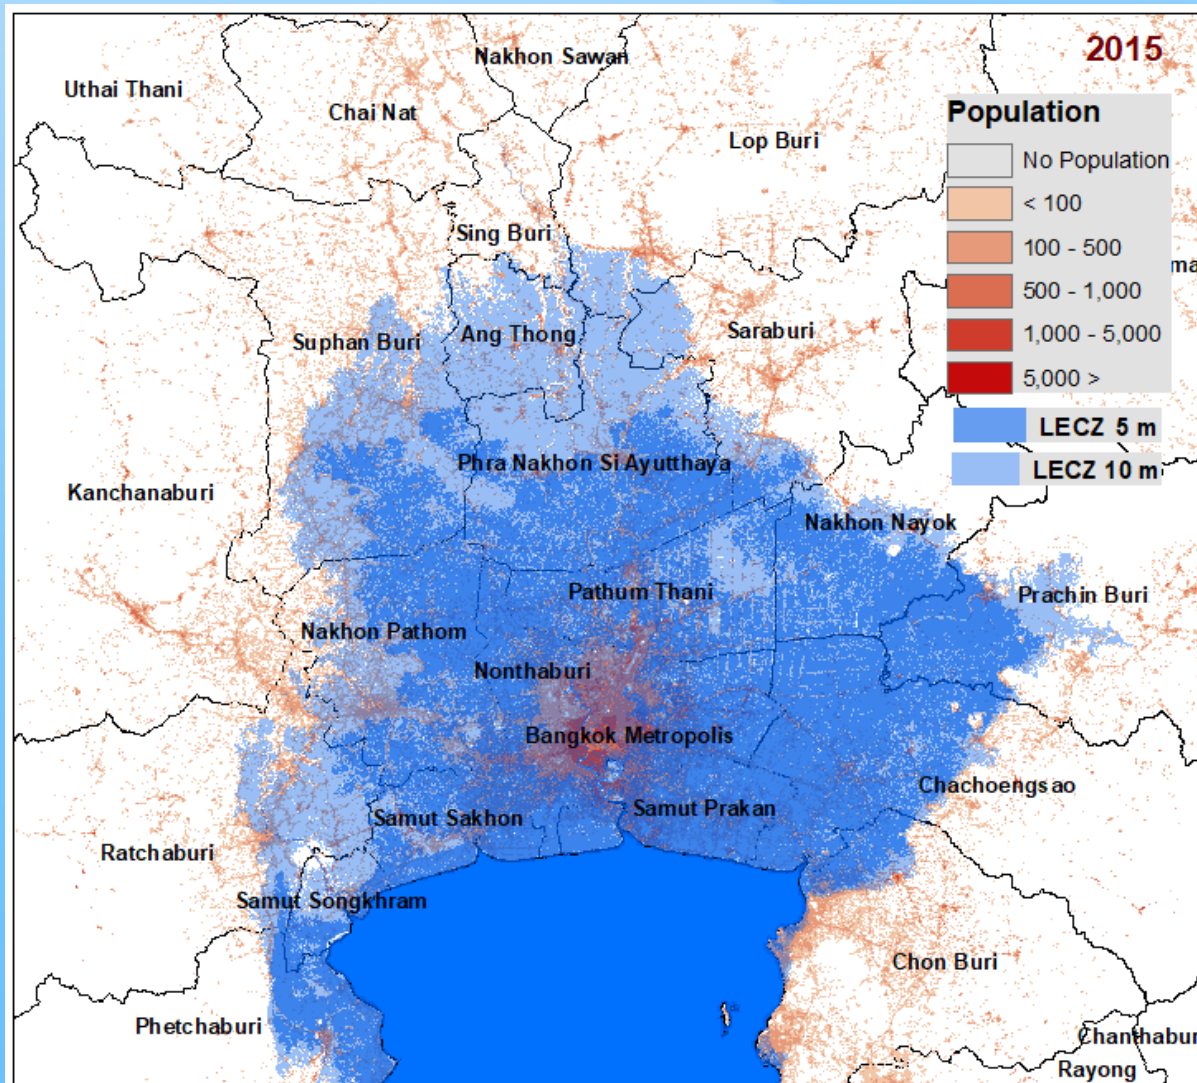 2015
Nakhon Sawan
Uthai Thani
Chai Nat
Lop Buri
Population
No Population
< 100
100 - 500
500 - 1,000
1,000 - 5,000
5,000 >
LECZ 5 m
LECZ 10 m
ma
Sing Buri
Suphan Buri
Ang Thong
Saraburi
Phra Nakhon Si Ayutthaya
Kanchanaburi
Nakhon Nayok
Pathum Thani
Prachin Buri
Nakhon Pathom
Nonthaburi
Bangkok Metropolis
Chachoengsao
Samut Sakhon
Samut Prakan
Ratchaburi
Samut Songkhram
Chon Buri
Phetchaburi
Chanthabur
Rayong